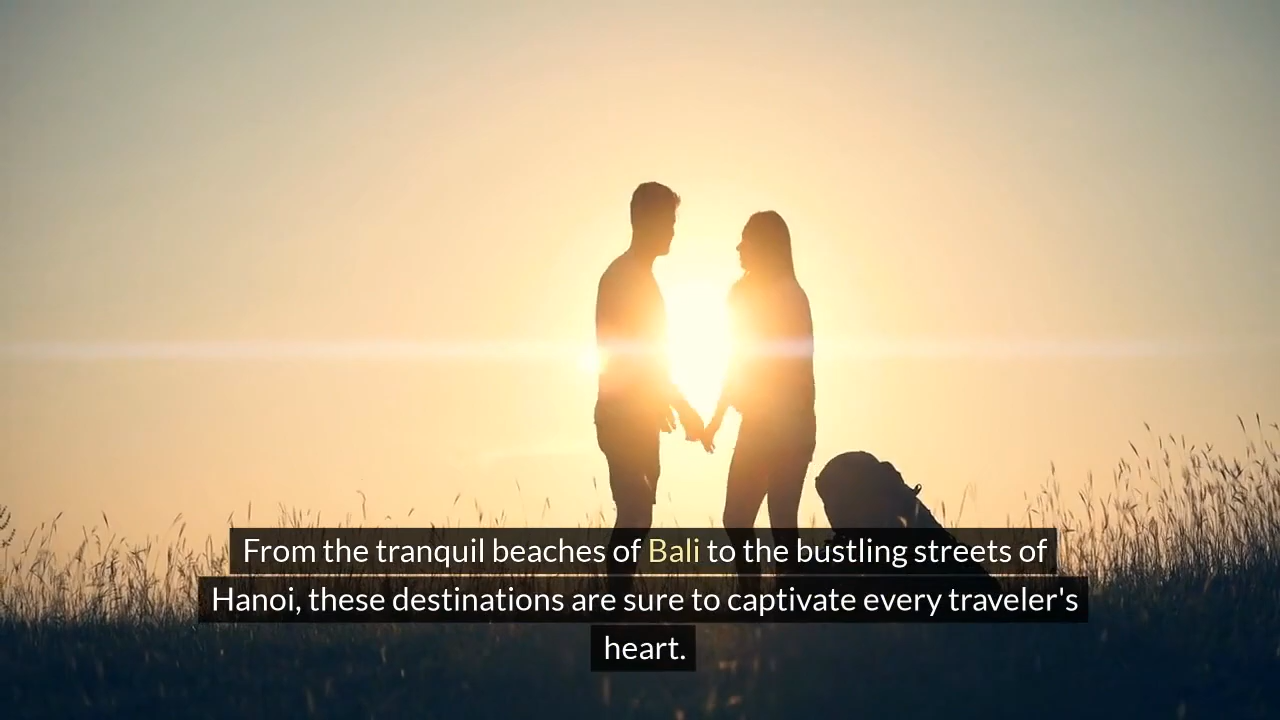 From the tranquil beaches of Bali to the bustling streets of
Hanoi, these destinations are sure to captivate every traveler's
heart.